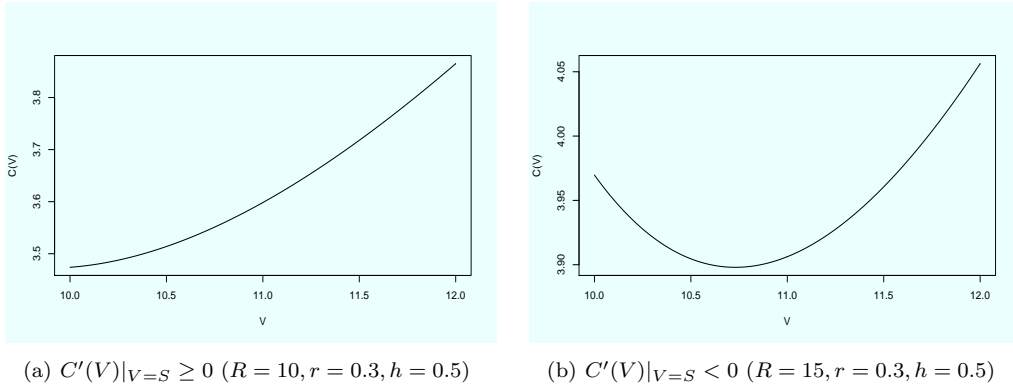 C(V)
3.8
3.7
3.6
3.5
10.0 10.5 11.0 11.5 12.0
V
(a) C′(V)|V=S ≥ 0 (R = 10, r = 0.3, h = 0.5)
C(V)
4.05
4.00
3.95
3.90
10.0 10.5 11.0 11.5 12.0
V
(b) C′(V)|V=S < 0 (R = 15, r = 0.3, h = 0.5)